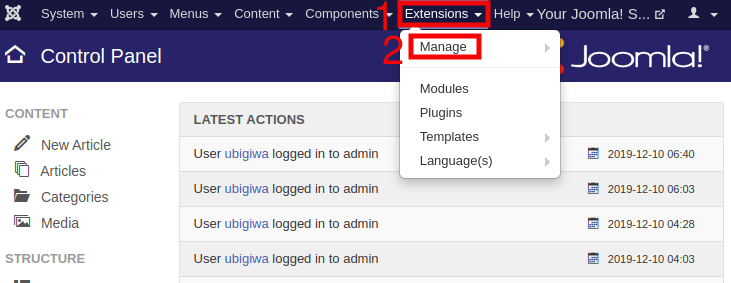 System Users Menus Content Components 1 Extensions Help Your Joomla! S...
Control Panel
2 Manage
Joomla!®
Modules
Plugins
Templates
Language(s)
CONTENT
New Article
Articles
Categories
Media
STRUCTURE
LATEST ACTIONS
User ubigiwa logged in to admin 2019-12-10 06:40
User ubigiwa logged in to admin 2019-12-10 06:03
User ubigiwa logged in to admin 2019-12-10 04:28
User ubigiwa logged in to admin 2019-12-10 04:03